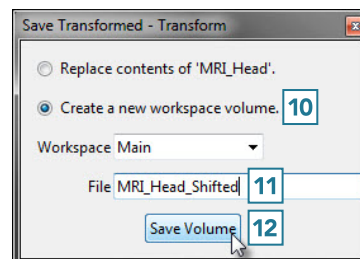 Save Transformed - Transform
Replace contents of 'MRI_Head'.
Create a new workspace volume. 10
Workspace Main
File MRI_Head_Shifted 11
Save Volume 12